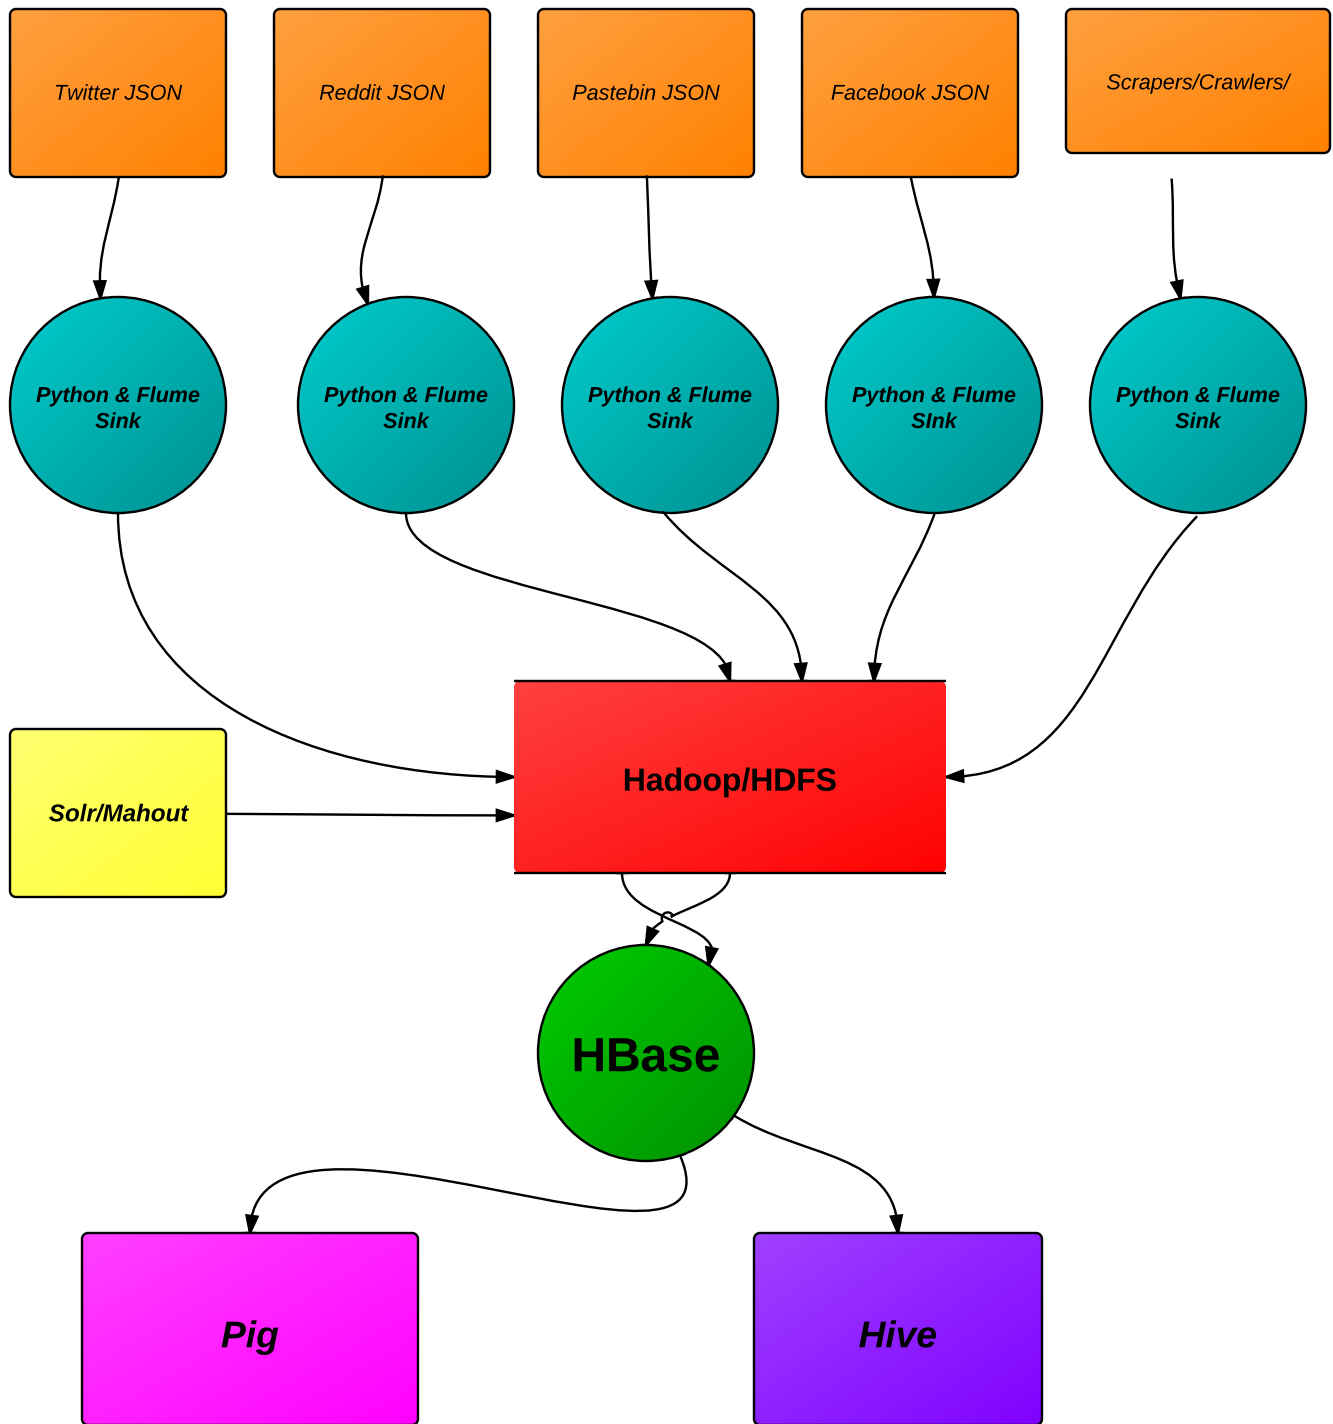 Twitter JSON
Reddit JSON
Pastebin JSON
Facebook JSON
Scrapers/Crawlers/
Python & Flume
Sink
Python & Flume
Sink
Python & Flume
Sink
Python & Flume
SInk
Python & Flume
Sink
Hadoop/HDFS
Solr/Mahout
HBase
Pig
Hive